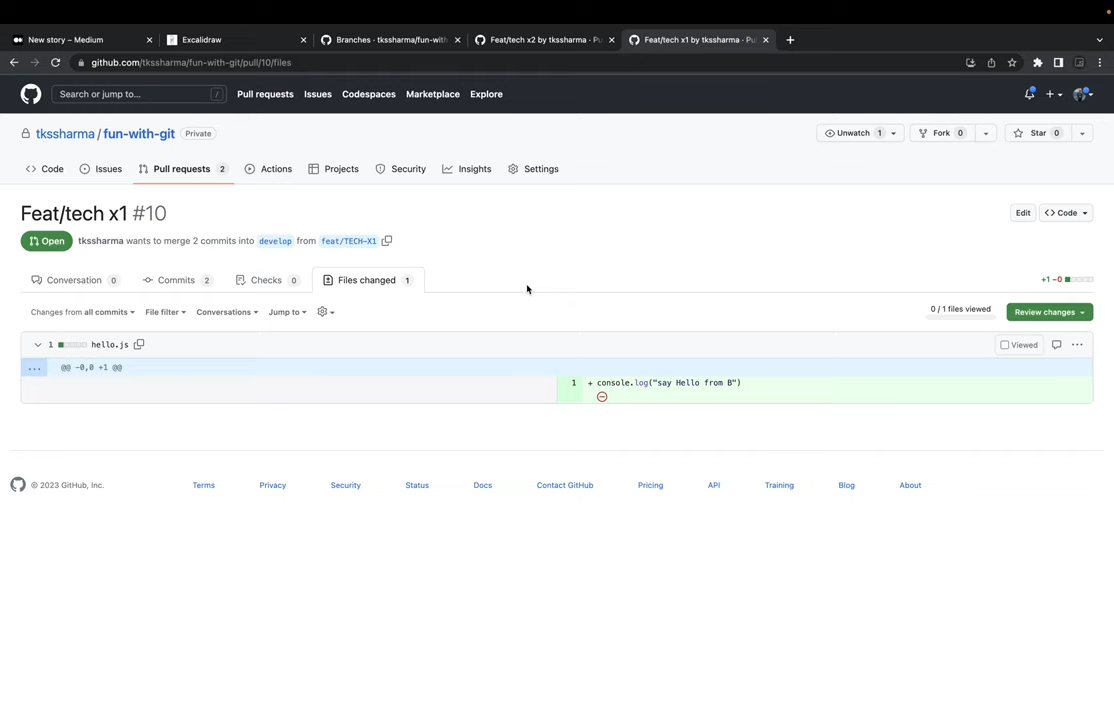 New story – Medium
Excalidraw
Branches · tkssharma/fun-with
Feat/tech x2 by tkssharma · Pu
Feat/tech x1 by tkssharma · Pu
github.com/tkssharma/fun-with-git/pull/10/files
Search or jump to... /
Pull requests Issues Codespaces Marketplace Explore
tkssharma / fun-with-git Private
Unwatch 1 Fork 0 Star 0
<> Code Issues Pull requests 2 Actions Projects Security Insights Settings
Feat/tech x1 #10
Edit <> Code
Open tkssharma wants to merge 2 commits into develop from feat/TECH-X1
Conversation 0 Commits 2 Checks 0 Files changed 1
+1 −0
Changes from all commits File filter Conversations Jump to
0 / 1 files viewed Review changes
1 hello.js Viewed ...
... @@ -0,0 +1 @@
1 + console.log("say Hello from B")
© 2023 GitHub, Inc. Terms Privacy Security Status Docs Contact GitHub Pricing API Training Blog About